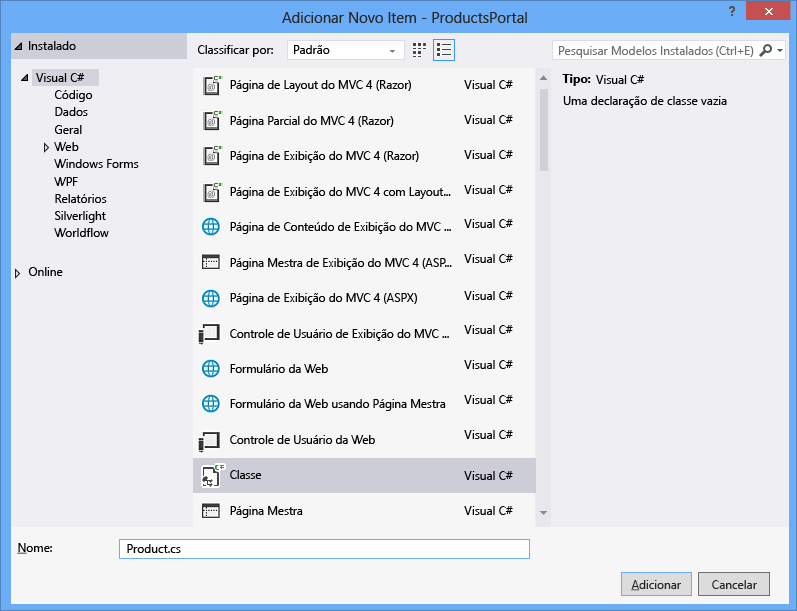 Adicionar Novo Item - ProductsPortal
?
Instalado
Classificar por: Padrão
Pesquisar Modelos Instalados (Ctrl+E)
Visual C#
Código
Dados
Geral
Web
Windows Forms
WPF
Relatórios
Silverlight
Worldflow
Online
Página de Layout do MVC 4 (Razor) Visual C#
Página Parcial do MVC 4 (Razor) Visual C#
Página de Exibição do MVC 4 (Razor) Visual C#
Página de Exibição do MVC 4 com Layout... Visual C#
Página de Conteúdo de Exibição do MVC ... Visual C#
Página Mestra de Exibição do MVC 4 (ASP... Visual C#
Página de Exibição do MVC 4 (ASPX) Visual C#
Controle de Usuário de Exibição do MVC ... Visual C#
Formulário da Web Visual C#
Formulário da Web usando Página Mestra Visual C#
Controle de Usuário da Web Visual C#
Classe Visual C#
Página Mestra Visual C#
Tipo: Visual C#
Uma declaração de classe vazia
Nome: Product.cs
Adicionar Cancelar